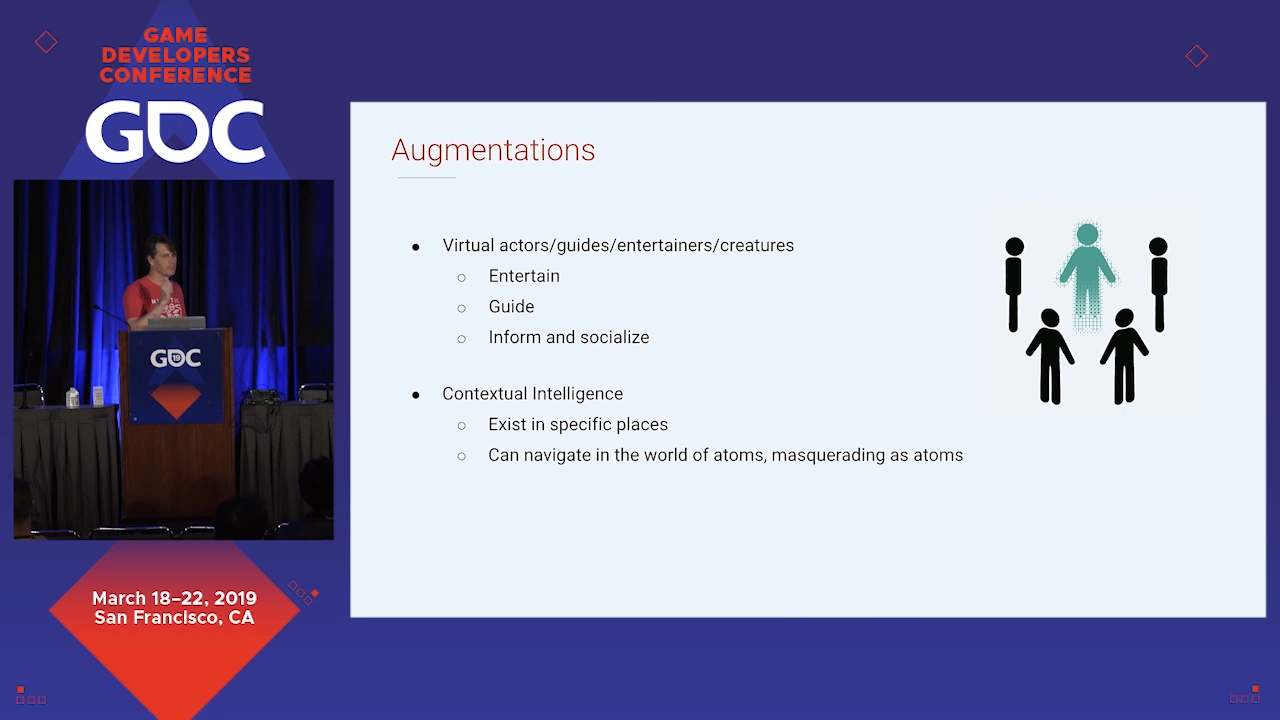 GAME
DEVELOPERS
CONFERENCE
GDC
GDC
19
March 18–22, 2019
San Francisco, CA
Augmentations
● Virtual actors/guides/entertainers/creatures
○ Entertain
○ Guide
○ Inform and socialize
● Contextual Intelligence
○ Exist in specific places
○ Can navigate in the world of atoms, masquerading as atoms